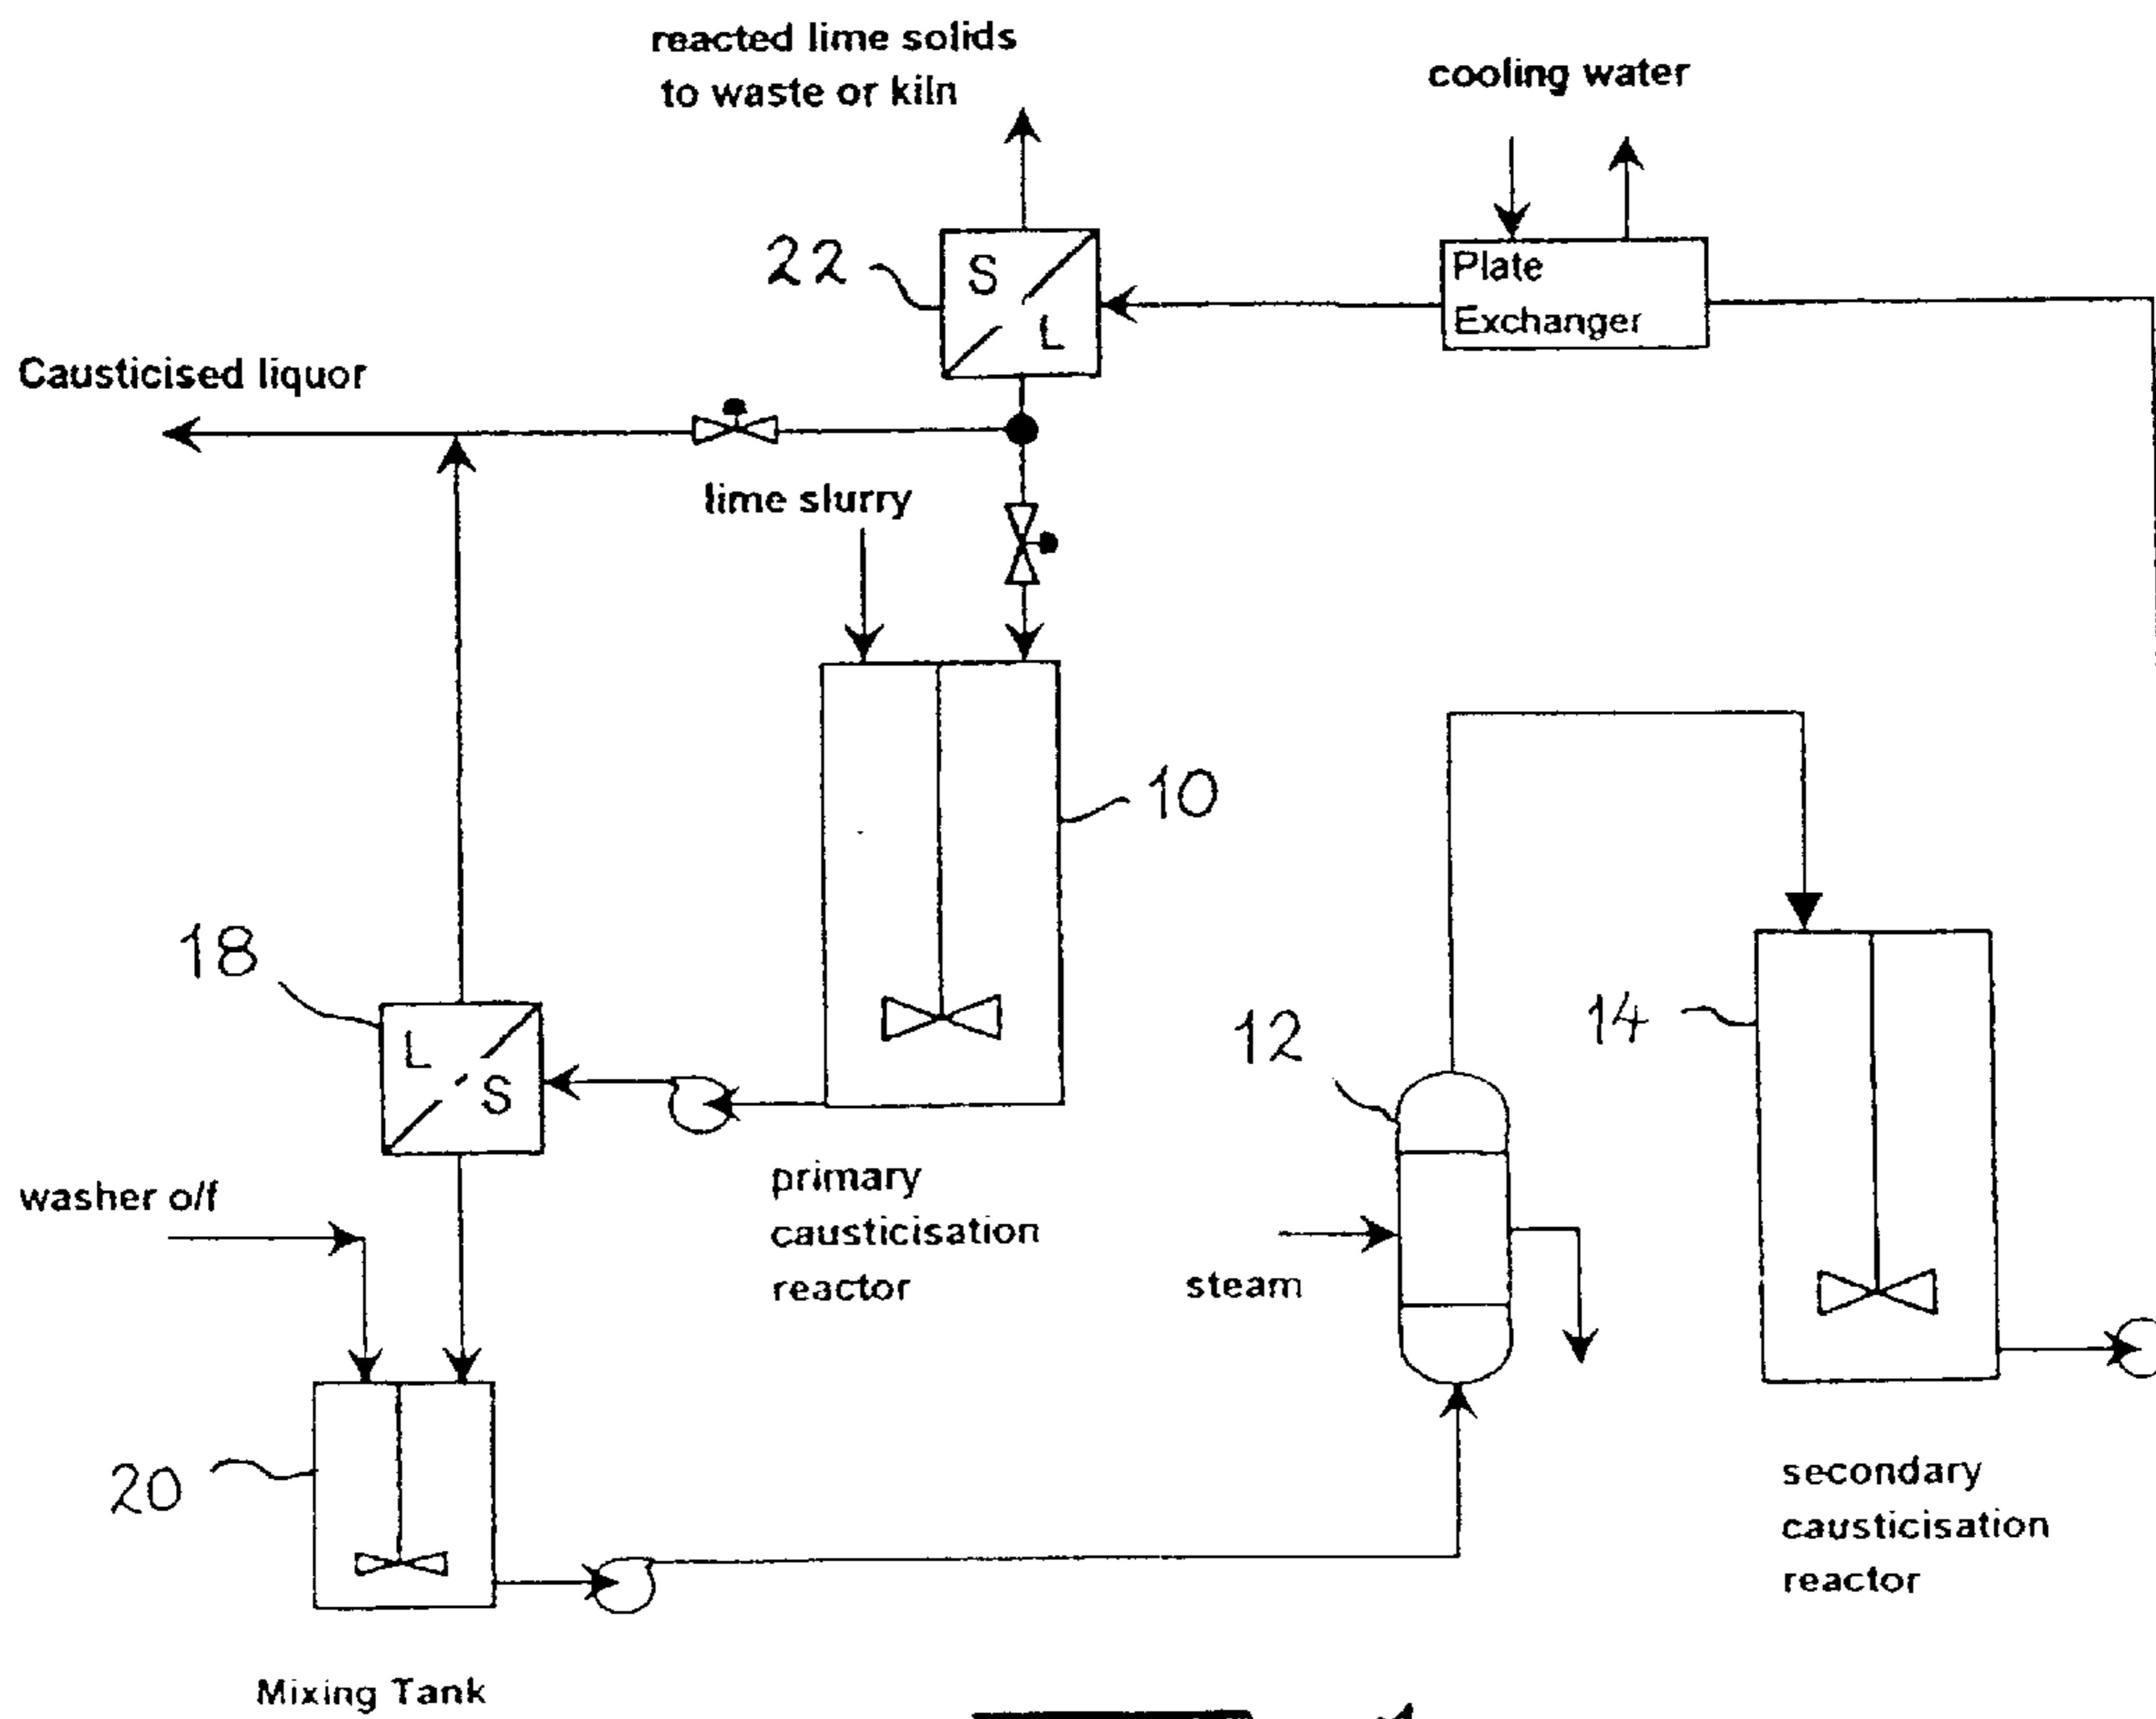 reacted lime solids
to waste or kiln
cooling water
22
S
L
Plate
Exchanger
Causticised liquor
lime slurry
10
18
L
S
12
14
washer o/f
primary
causticisation
reactor
steam
20
secondary
causticisation
reactor
Mixing Tank